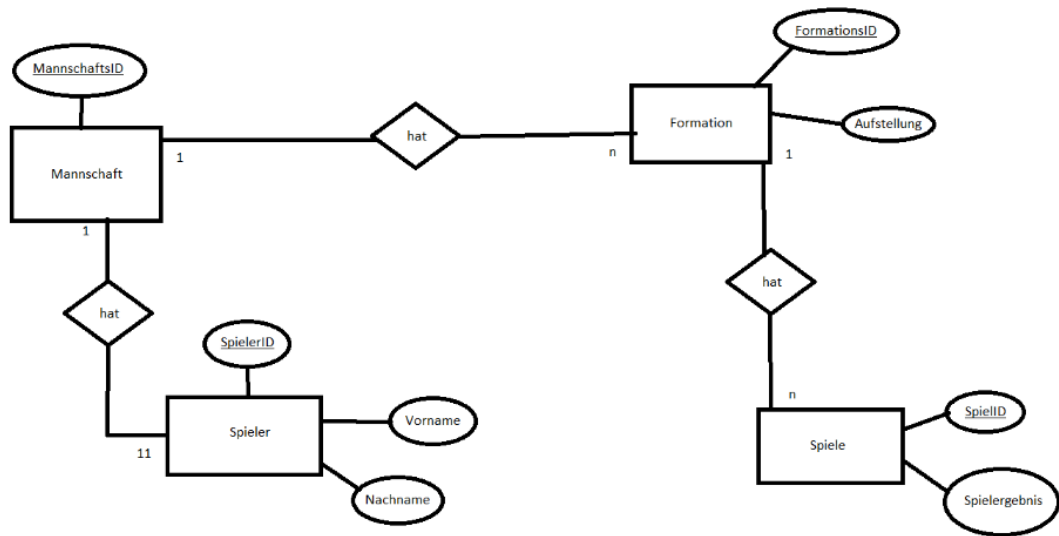 FormationsID
MannschaftsID
Formation
Aufstellung
hat
1
n
1
Mannschaft
1
hat
hat
SpielerID
Vorname
Spieler
11
Nachname
n
SpielID
Spiele
Spielergebnis